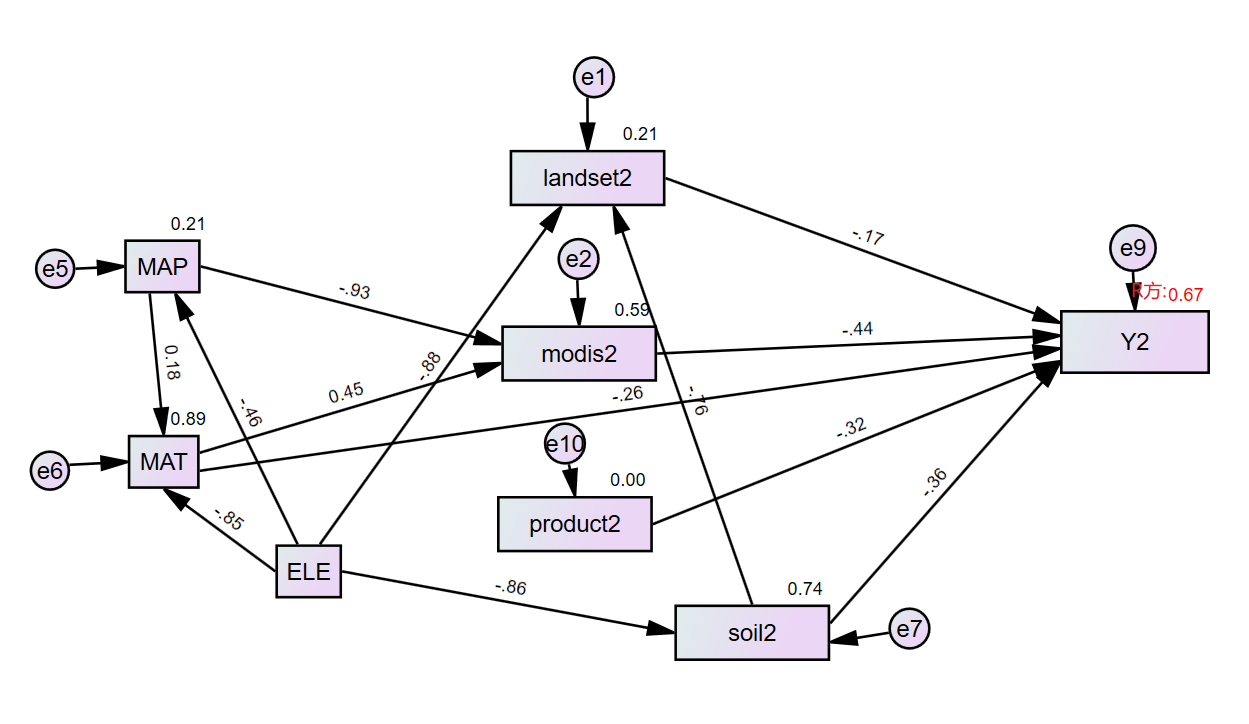 e1
0.21
landset2
0.21
-.17
e5
MAP
e2
e9
-.93
0.59
R方:0.67
0.18
-.88
modis2
-.44
Y2
-.46
0.45
-.26
-.76
0.89
e10
-.32
e6
MAT
0.00
-.36
-.85
product2
ELE
-.86
0.74
soil2
e7